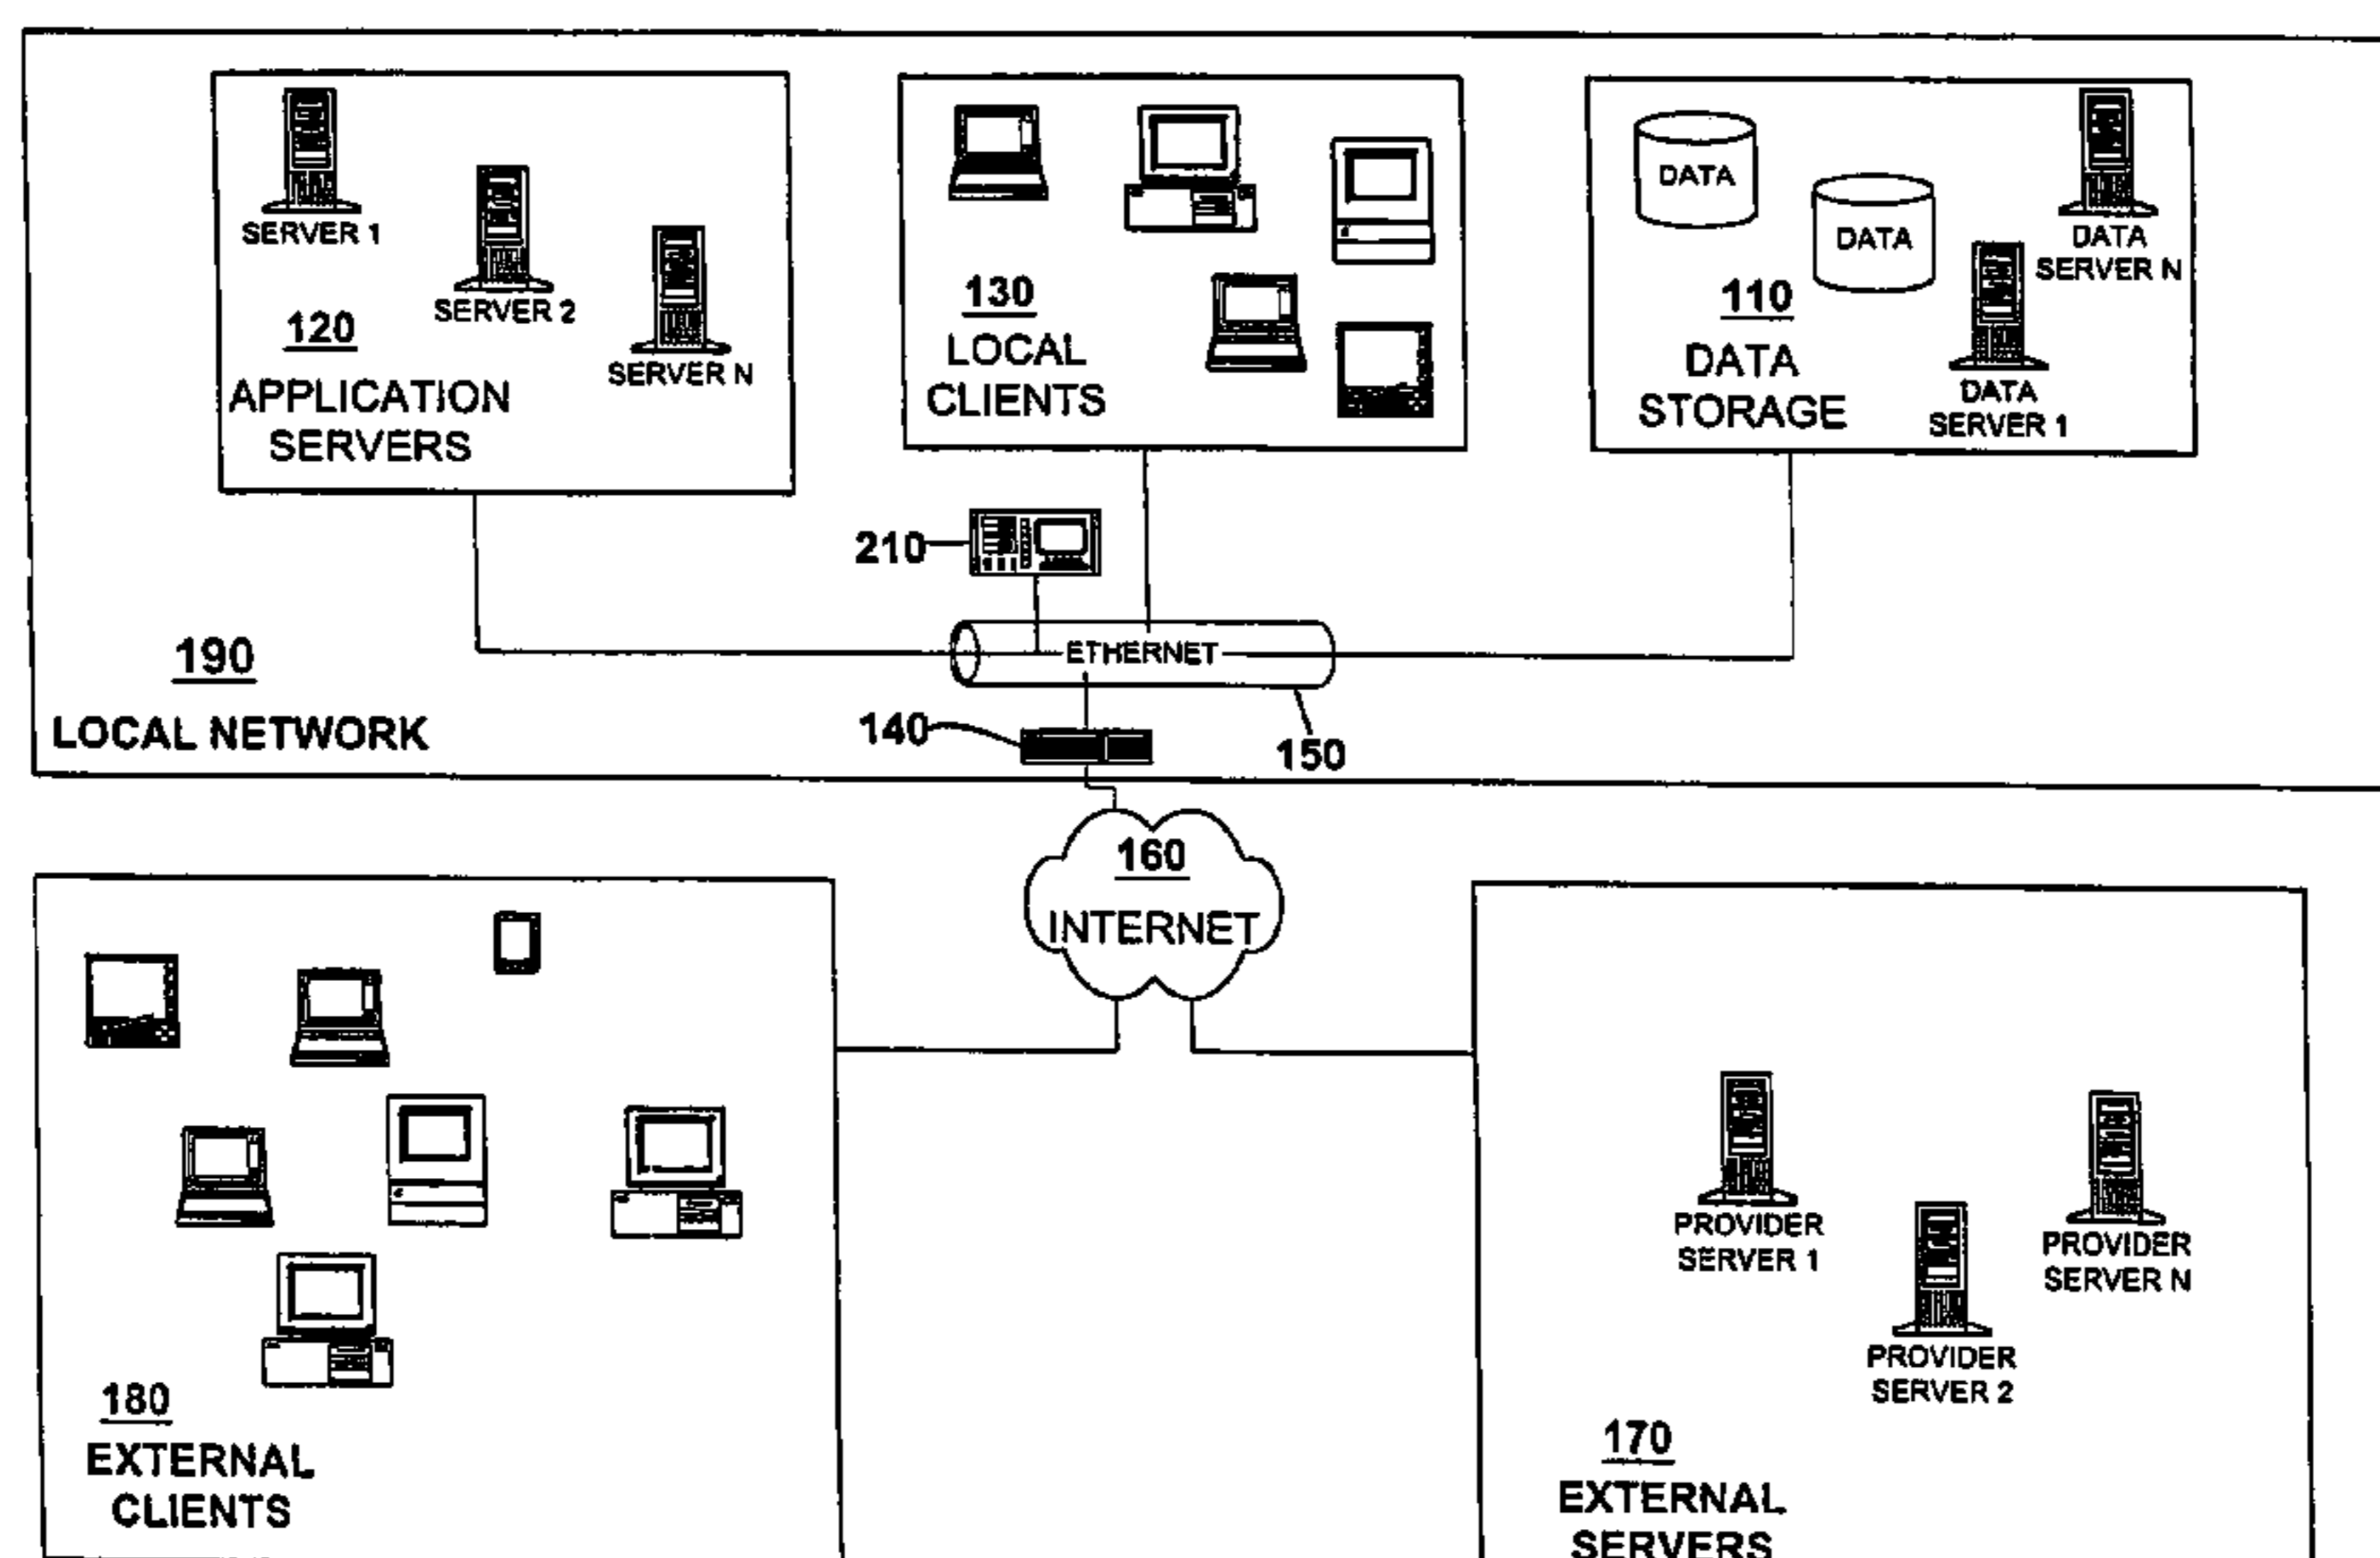 SERVER 1
SERVER 2
SERVER N
120
APPLICATION
SERVERS
130
LOCAL
CLIENTS
DATA
DATA
DATA
SERVER N
110
DATA
STORAGE
DATA
SERVER 1
210
ETHERNET
190
LOCAL NETWORK
140
150
160
INTERNET
180
EXTERNAL
CLIENTS
PROVIDER
SERVER 1
PROVIDER
SERVER N
PROVIDER
SERVER 2
170
EXTERNAL
SERVERS